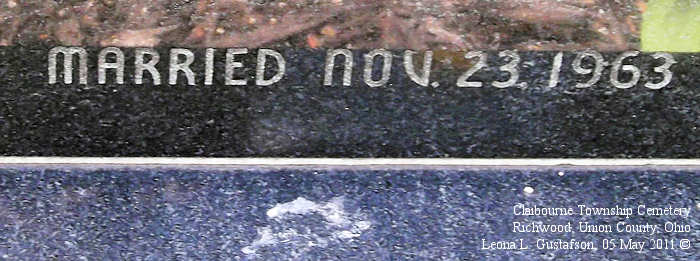 MARRIED NOV. 23, 1963
Claibourne Township Cemetery
Richwood, Union County, Ohio
Leona L. Gustafson, 05 May 2011 ©